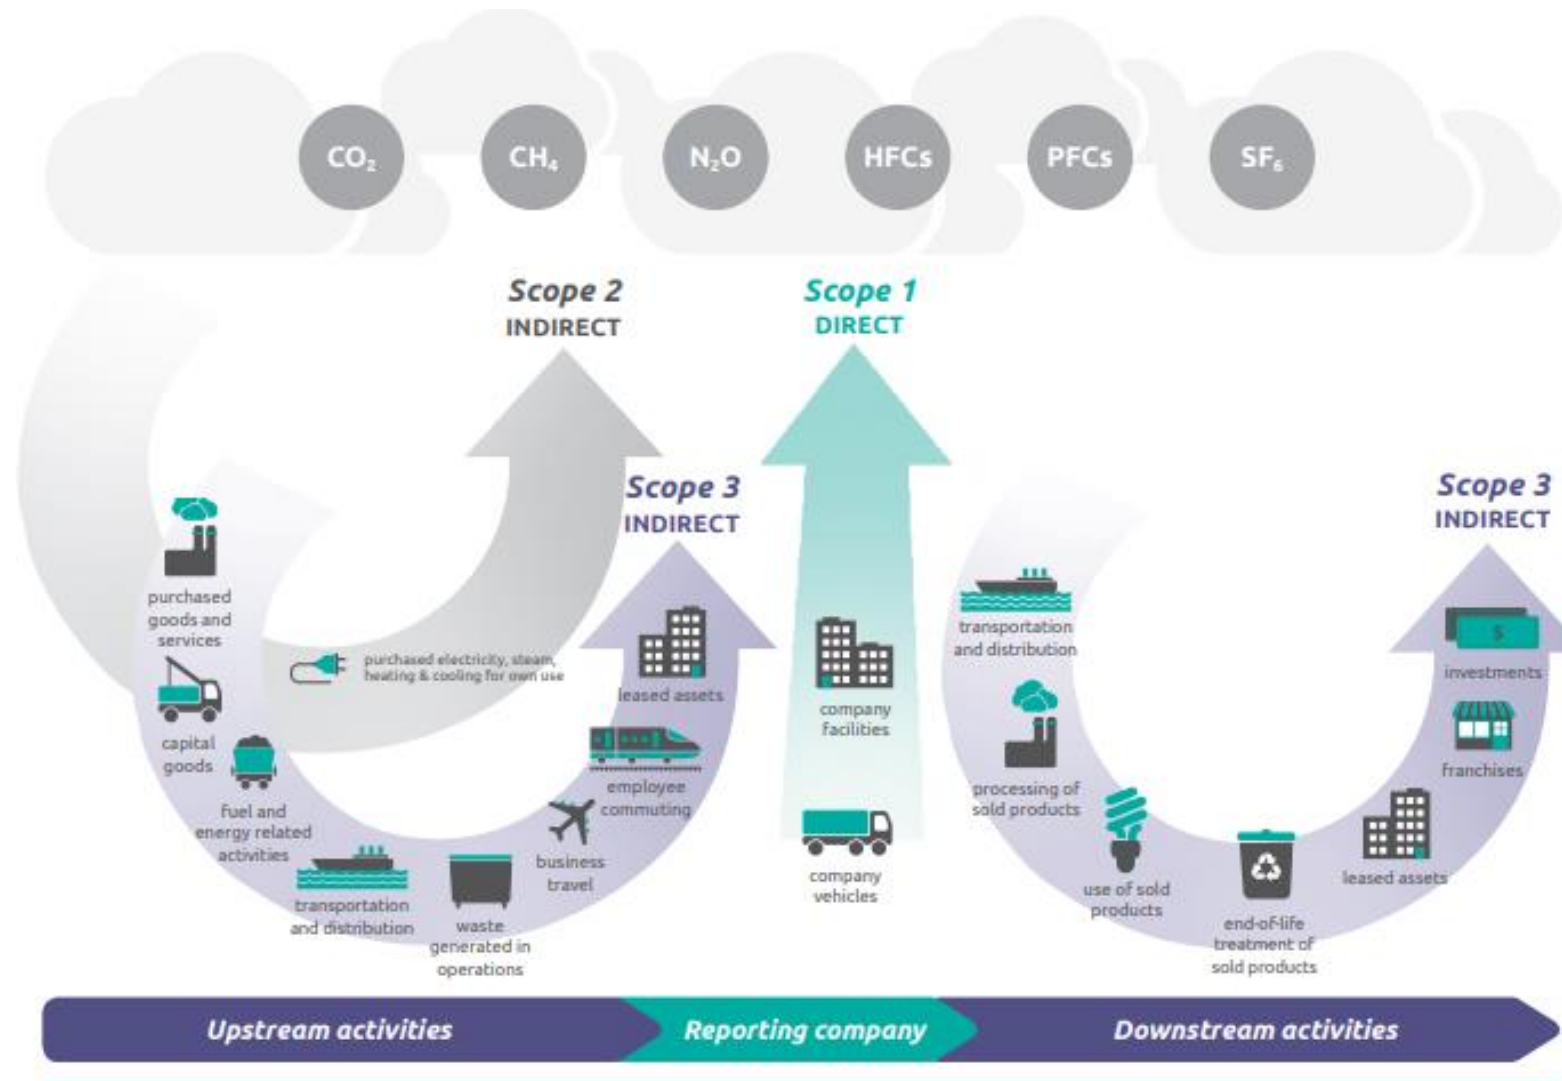 CO₂
CH₄
N₂O
HFCs
PFCs
SF₆
Scope 2
INDIRECT
Scope 1
DIRECT
Scope 3
INDIRECT
Scope 3
INDIRECT
purchased
goods and
services
capital
goods
fuel and
energy related
activities
transportation
and distribution
waste
generated in
operations
business
travel
employee
commuting
leased assets
purchased electricity, steam,
heating & cooling for own use
company
facilities
company
vehicles
transportation
and distribution
processing of
sold products
use of sold
products
end-of-life
treatment of
sold products
leased assets
franchises
$
investments
Upstream activities
Reporting company
Downstream activities